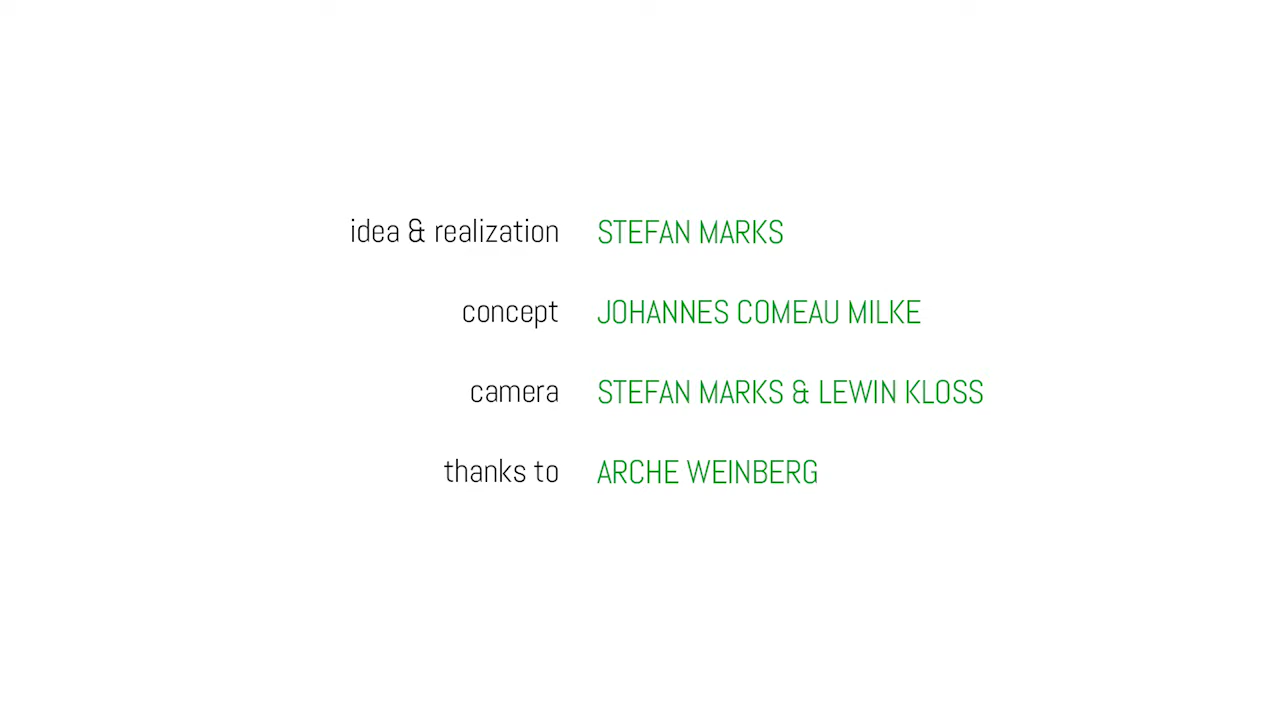 idea & realization STEFAN MARKS
concept JOHANNES COMEAU MILKE
camera STEFAN MARKS & LEWIN KLOSS
thanks to ARCHE WEINBERG